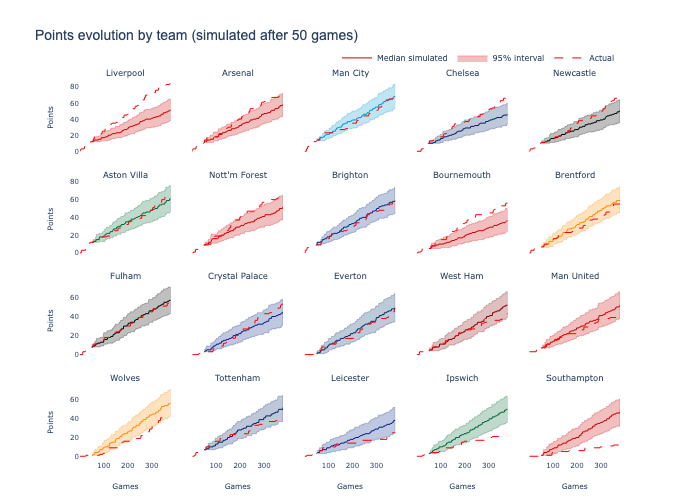 Points evolution by team (simulated after 50 games)
Median simulated 95% interval Actual
Liverpool Arsenal Man City Chelsea Newcastle
80
60
40
20
0
Points
Aston Villa Nott'm Forest Brighton Bournemouth Brentford
80
60
40
20
0
Points
Fulham Crystal Palace Everton West Ham Man United
60
40
20
0
Points
Wolves Tottenham Leicester Ipswich Southampton
60
40
20
0
Points
100 200 300 100 200 300 100 200 300 100 200 300 100 200 300
Games Games Games Games Games